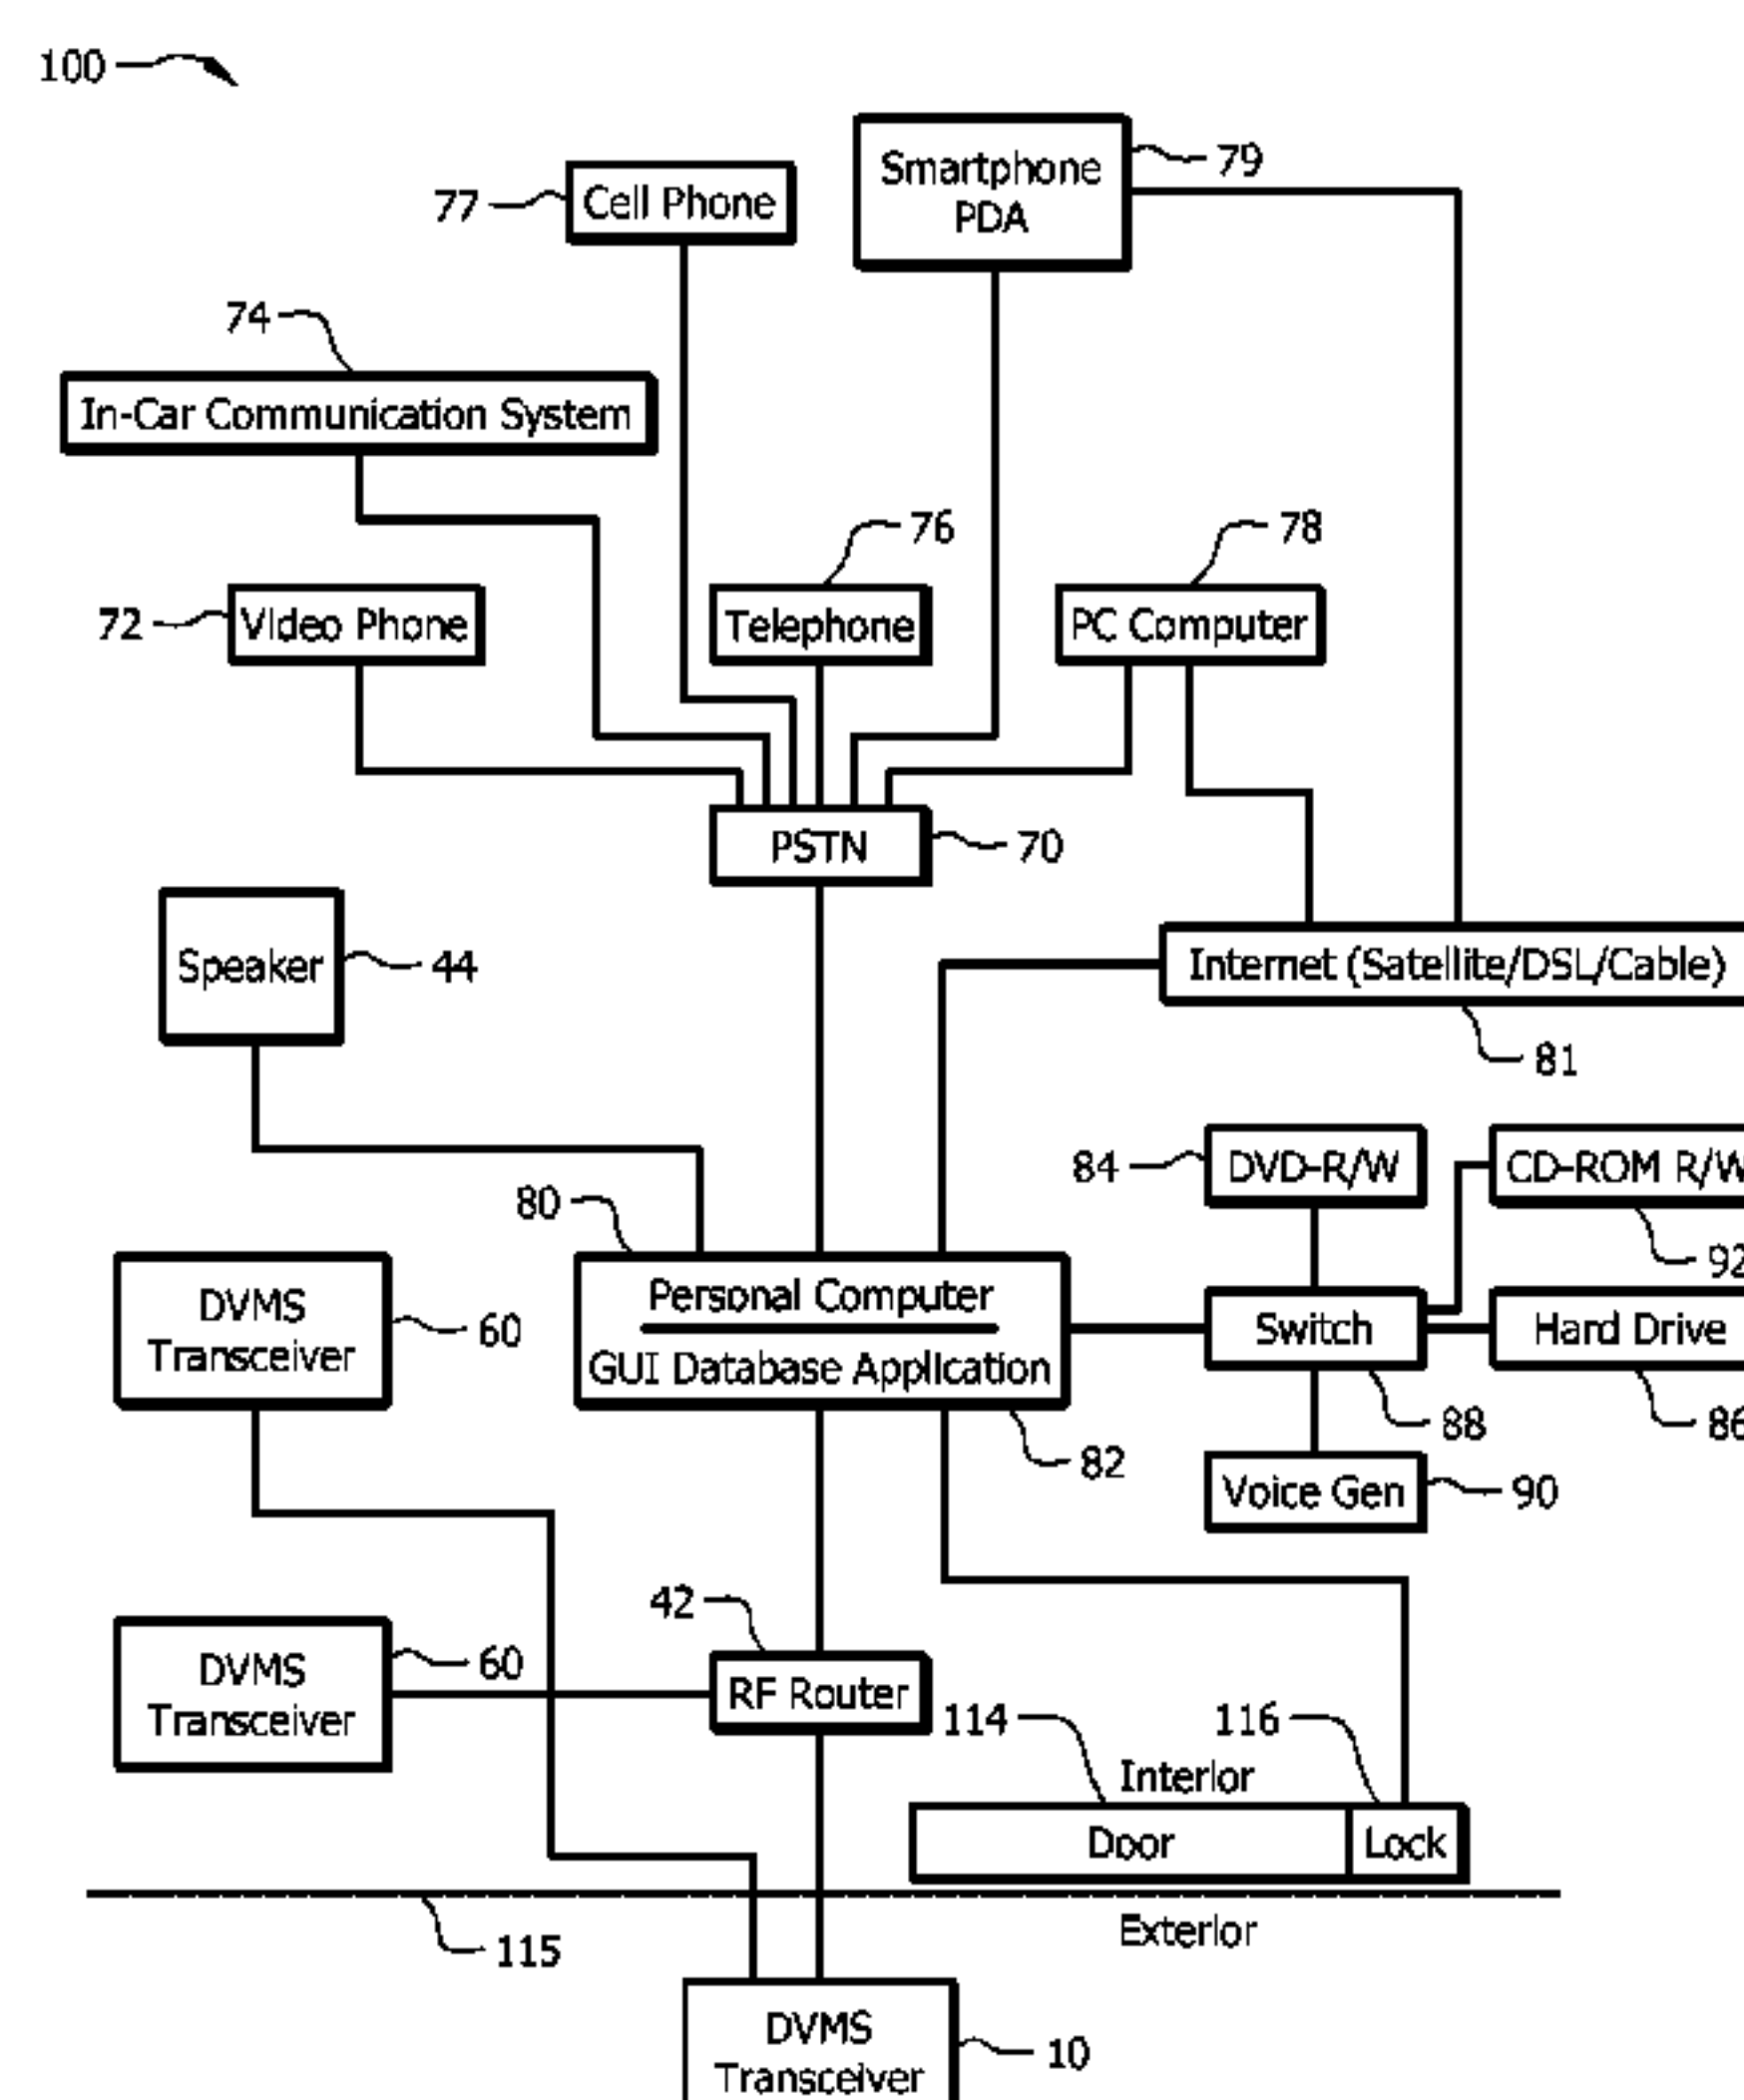 100
Smartphone
PDA
79
77
Cell Phone
74
In-Car Communication System
76
78
72
Video Phone
Telephone
PC Computer
PSTN
70
Speaker
44
Internet (Satellite/DSL/Cable)
81
84
DVD-R/W
CD-ROM R/W
92
80
DVMS
Transceiver
60
Personal Computer
GUI Database Application
Switch
Hard Drive
88
86
82
Voice Gen
90
42
DVMS
Transceiver
60
RF Router
114
116
Interior
Door
Lock
115
Exterior
DVMS
Transceiver
10